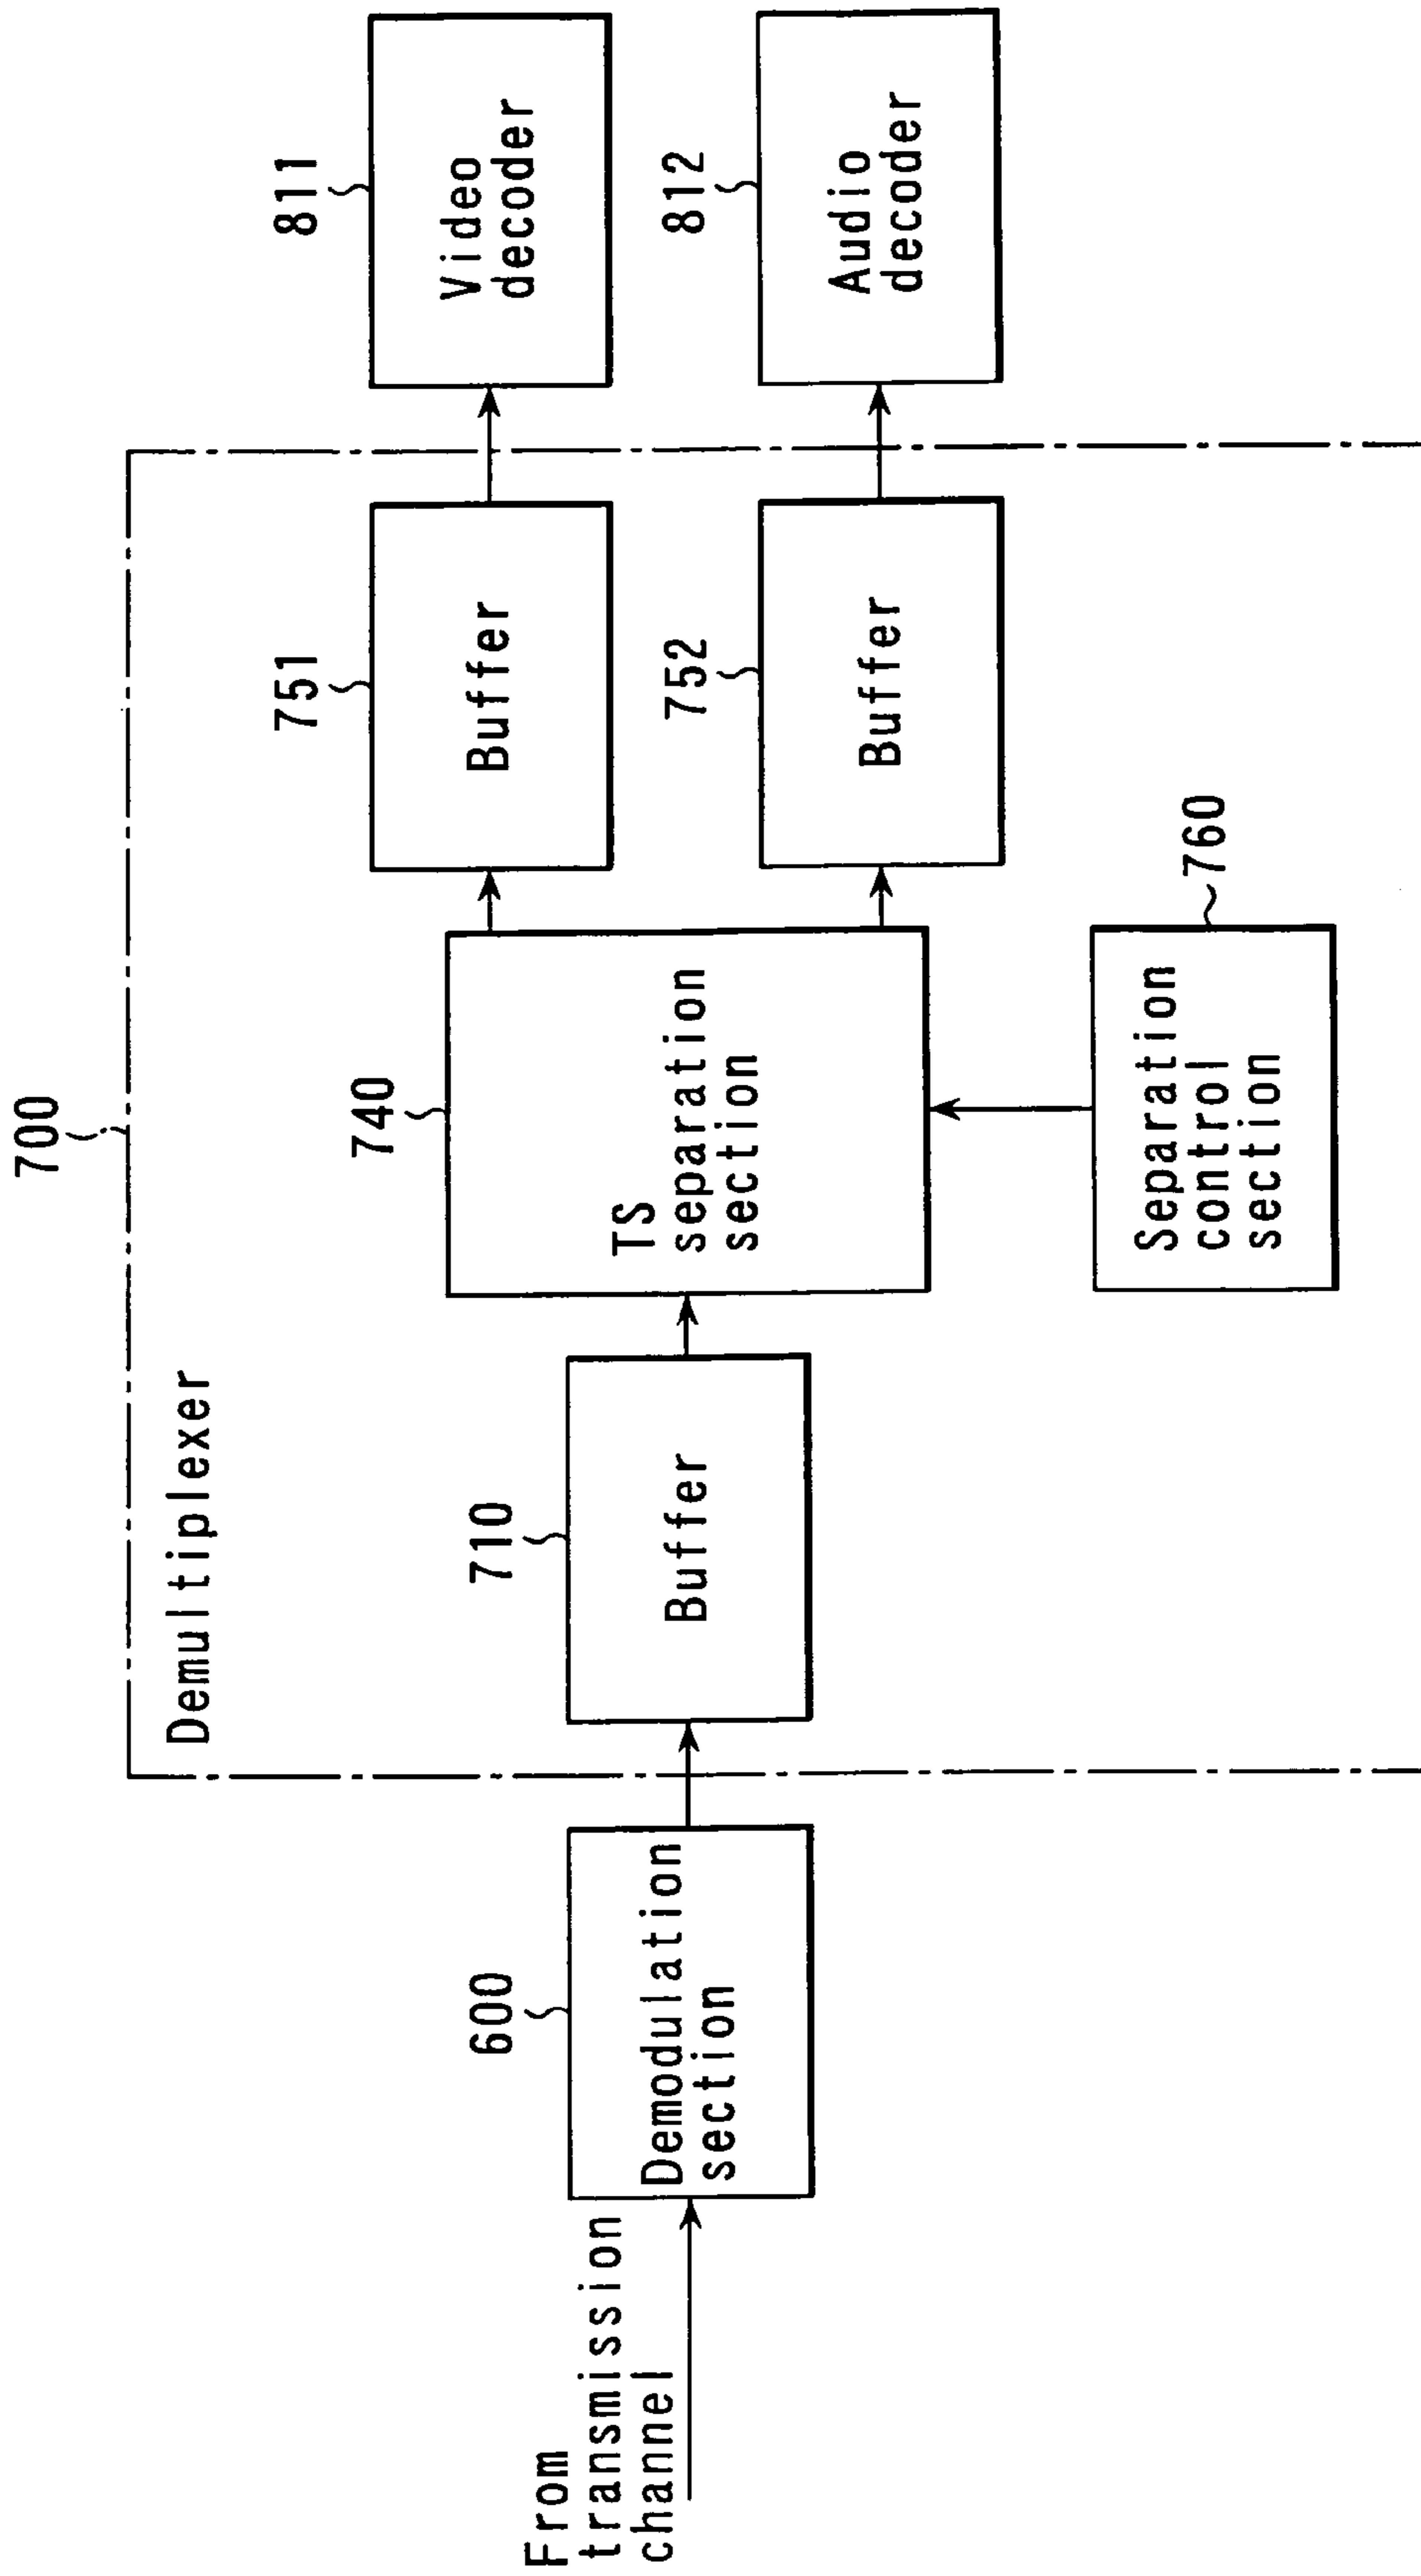 700
Demultiplexer
From
transmission
channel
600
Demodulation
section
710
Buffer
740
TS
separation
section
751
Buffer
811
Video
decoder
752
Buffer
812
Audio
decoder
760
Separation
control
section